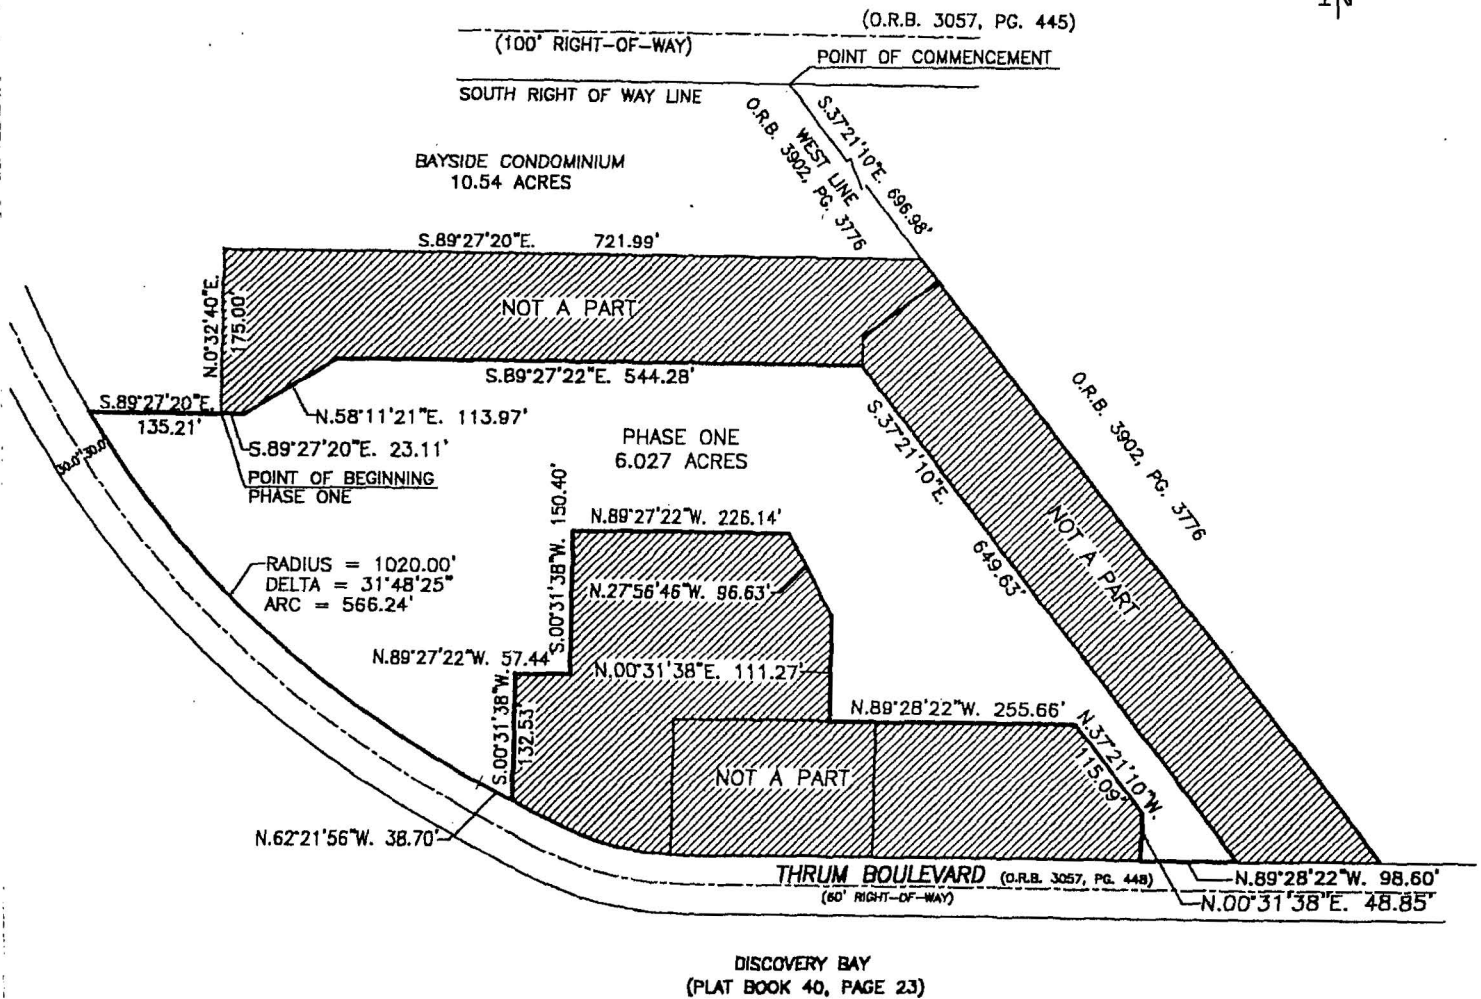 N
(O.R.B. 3057, PG. 445)
(100' RIGHT-OF-WAY)
POINT OF COMMENCEMENT
SOUTH RIGHT OF WAY LINE
S.37°21'10"E. 696.98'
WEST LINE
O.R.B. 3902, PG. 3776
BAYSIDE CONDOMINIUM
10.54 ACRES
S.89°27'20"E. 721.99'
N.0°32'40"E.
175.00'
NOT A PART
S.89°27'22"E. 544.28'
S.89°27'20"E.
135.21'
N.58°11'21"E. 113.97'
S.89°27'20"E. 23.11'
POINT OF BEGINNING
PHASE ONE
30.0'
30.0'
PHASE ONE
6.027 ACRES
S.37°21'10"E.
649.63'
O.R.B. 3902, PG. 3776
NOT A PART
N.89°27'22"W. 226.14'
S.00°31'38"W. 150.40'
RADIUS = 1020.00'
DELTA = 31°48'25"
ARC = 566.24'
N.27°56'46"W. 96.63'
N.89°27'22"W. 57.44'
N.00°31'38"E. 111.27'
S.00°31'38"W.
132.53'
N.89°28'22"W. 255.66'
N.37°21'10"W.
115.09'
NOT A PART
N.62°21'56"W. 38.70'
THRUM BOULEVARD (O.R.B. 3057, PG. 448)
(60' RIGHT-OF-WAY)
N.89°28'22"W. 98.60'
N.00°31'38"E. 48.85'
DISCOVERY BAY
(PLAT BOOK 40, PAGE 23)